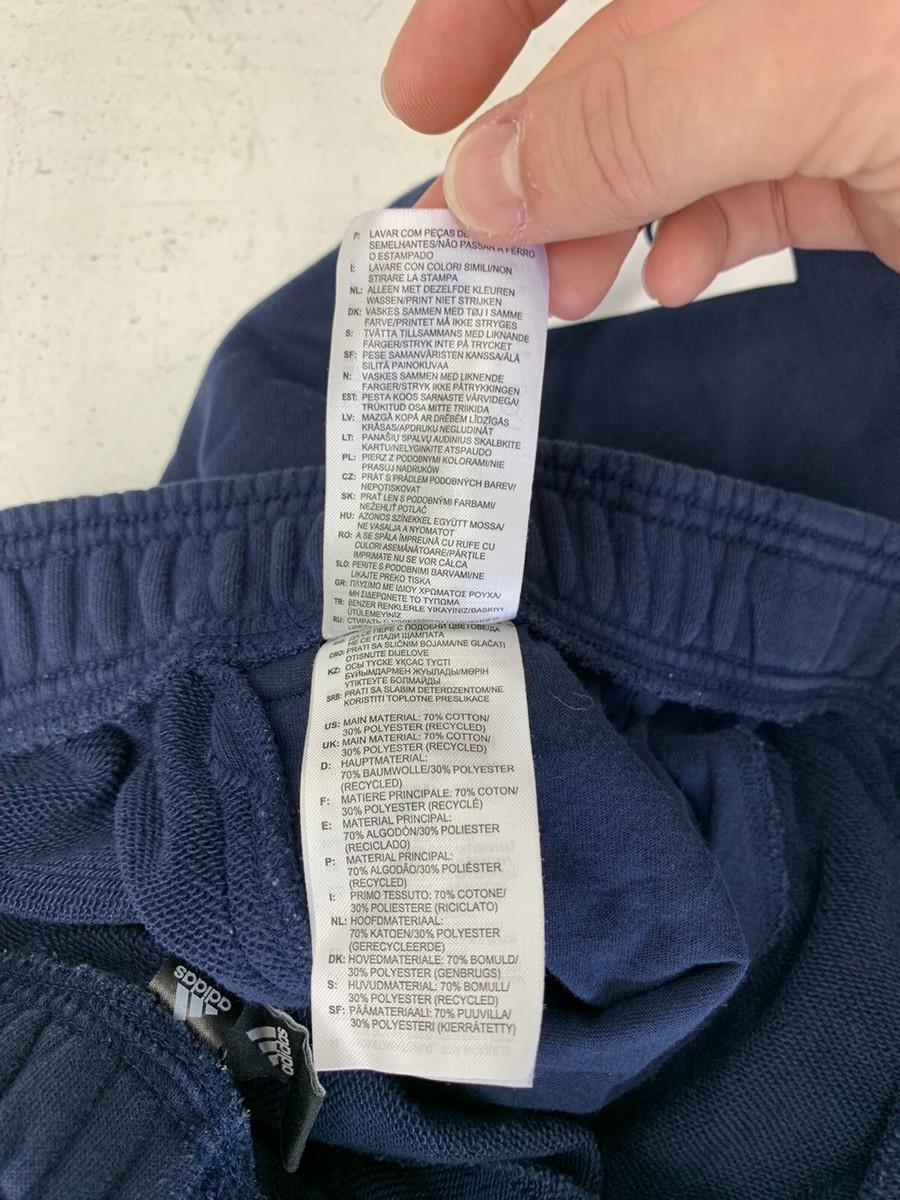 P: LAVAR COM PEÇAS DE
SEMELHANTES/NÃO PASSAR A FERRO
O ESTAMPADO
I: LAVARE CON COLORI SIMILI/NON
STIRARE LA STAMPA
NL: ALLEEN MET DEZELFDE KLEUREN
WASSEN/PRINT NIET STRIJKEN
DK: VASKES SAMMEN MED TØJ I SAMME
FARVE/PRINTET MÅ IKKE STRYGES
S: TVÄTTA TILLSAMMANS MED LIKNANDE
FÄRGER/STRYK INTE PÅ TRYCKET
SF: PESE SAMANVÄRISTEN KANSSA/ÄLÄ
SILITÄ PAINOKUVAA
N: VASKES SAMMEN MED LIKNENDE
FARGER/STRYK IKKE PÅTRYKKINGEN
EST: PESTA KOOS SARNASTE VÄRVIDEGA/
TRÜKITUD OSA MITTE TRIIKIDA
LV: MAZGĀ KOPĀ AR DRĒBĒM LĪDZĪGĀS
KRĀSAS/APDRUKU NEGLUDINĀT
LT: PANAŠIŲ SPALVŲ AUDINIUS SKALBKITE
KARTU/NELYGINKITE ATSPAUDO
PL: PIERZ Z PODOBNYMI KOLORAMI/NIE
PRASUJ NADRUKÓW
CZ: PRÁT S PRÁDLEM PODOBNÝCH BAREV/
NEPOTISKOVAT
SK: PRAŤ LEN S PODOBNÝMI FARBAMI/
NEŽEHLIŤ POTLAČ
HU: AZONOS SZÍNEKKEL EGYÜTT MOSSA/
NE VASALJA A NYOMATOT
RO: A SE SPĂLA ÎMPREUNĂ CU RUFE CU
CULORI ASEMĂNĂTOARE/PĂRŢILE
IMPRIMATE NU SE VOR CĂLCA
SLO: PERITE S PODOBNIMI BARVAMI/NE
LIKAJTE PREKO TISKA
GR: ΠΛΥΣΙΜΟ ΜΕ ΙΔΙΟΥ ΧΡΩΜΑΤΟΣ ΡΟΥΧΑ/
ΜΗ ΣΙΔΕΡΩΝΕΤΕ ΤΟ ΤΥΠΩΜΑ
TR: BENZER RENKLERLE YIKAYINIZ/BASKIYI
ÜTÜLEMEYİNİZ
RU: СТИРАТЬ С
СЕ ПЕРЕ С ПОДОБНИ ЦВЕТОВЕ/ДА
НЕ СЕ ГЛАДИ ЩАМПАТА
CRO: PRATI SA SLIČNIM BOJAMA/NE GLAČATI
OTISNUTE DIJELOVE
KZ: ОСЫ ТҮСКЕ ҰҚСАС ТҮСТІ
БҰЙЫМДАРМЕН ЖУЫЛАДЫ/МӨРІН
ҮТІКТЕУГЕ БОЛМАЙДЫ
SRB: PRATI SA SLABIM DETERDZENTOM/NE
KORISTITI TOPLOTNE PRESLIKACE
US: MAIN MATERIAL: 70% COTTON/
30% POLYESTER (RECYCLED)
UK: MAIN MATERIAL: 70% COTTON/
30% POLYESTER (RECYCLED)
D: HAUPTMATERIAL:
70% BAUMWOLLE/30% POLYESTER
(RECYCLED)
F: MATIERE PRINCIPALE: 70% COTON/
30% POLYESTER (RECYCLÉ)
E: MATERIAL PRINCIPAL:
70% ALGODÓN/30% POLIESTER
(RECICLADO)
P: MATERIAL PRINCIPAL:
70% ALGODÃO/30% POLIÉSTER
(RECYCLED)
I: PRIMO TESSUTO: 70% COTONE/
30% POLIESTERE (RICICLATO)
NL: HOOFDMATERIAAL:
70% KATOEN/30% POLYESTER
(GERECYCLEERDE)
DK: HOVEDMATERIALE: 70% BOMULD/
30% POLYESTER (GENBRUGS)
S: HUVUDMATERIAL: 70% BOMULL/
30% POLYESTER (RECYCLED)
SF: PÄÄMATERIAALI: 70% PUUVILLA/
30% POLYESTERI (KIERRÄTETTY)
adidas
adidas